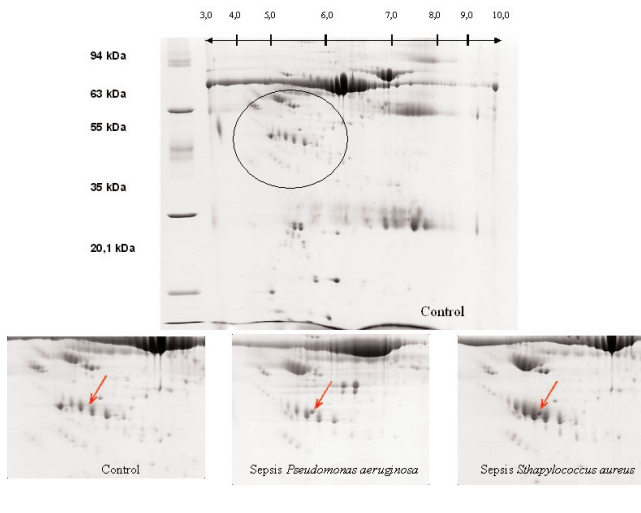 3,0 4,0 5,0 6,0 7,0 8,0 9,0 10,0
94 kDa
63 kDa
55 kDa
35 kDa
20,1 kDa
Control
Control
Sepsis Pseudomonas aeruginosa
Sepsis Sthapylococcus aureus